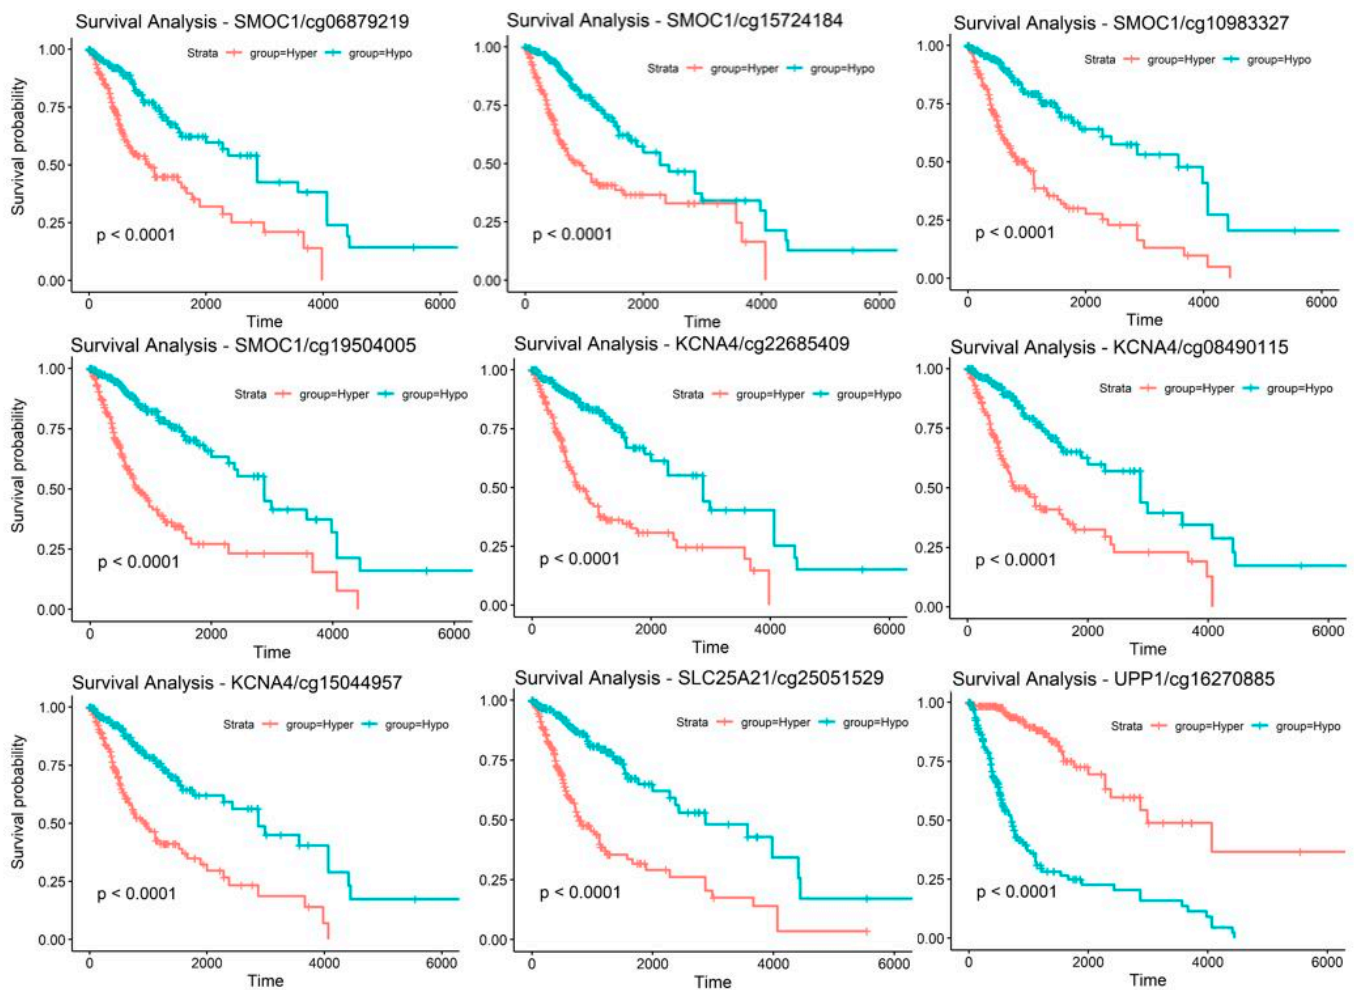 Survival Analysis - SMOC1/cg06879219
Strata group=Hyper group=Hypo
Survival probability
1.00
0.75
0.50
0.25
0.00
p < 0.0001
0 2000 4000 6000
Time
Survival Analysis - SMOC1/cg15724184
Strata group=Hyper group=Hypo
1.00
0.75
0.50
0.25
0.00
p < 0.0001
0 2000 4000 6000
Time
Survival Analysis - SMOC1/cg10983327
Strata group=Hyper group=Hypo
1.00
0.75
0.50
0.25
0.00
p < 0.0001
0 2000 4000 6000
Time
Survival Analysis - SMOC1/cg19504005
Strata group=Hyper group=Hypo
Survival probability
1.00
0.75
0.50
0.25
0.00
p < 0.0001
0 2000 4000 6000
Time
Survival Analysis - KCNA4/cg22685409
Strata group=Hyper group=Hypo
1.00
0.75
0.50
0.25
0.00
p < 0.0001
0 2000 4000 6000
Time
Survival Analysis - KCNA4/cg08490115
Strata group=Hyper group=Hypo
1.00
0.75
0.50
0.25
0.00
p < 0.0001
0 2000 4000 6000
Time
Survival Analysis - KCNA4/cg15044957
Strata group=Hyper group=Hypo
Survival probability
1.00
0.75
0.50
0.25
0.00
p < 0.0001
0 2000 4000 6000
Time
Survival Analysis - SLC25A21/cg25051529
Strata group=Hyper group=Hypo
1.00
0.75
0.50
0.25
0.00
p < 0.0001
0 2000 4000 6000
Time
Survival Analysis - UPP1/cg16270885
Strata group=Hyper group=Hypo
1.00
0.75
0.50
0.25
0.00
p < 0.0001
0 2000 4000 6000
Time